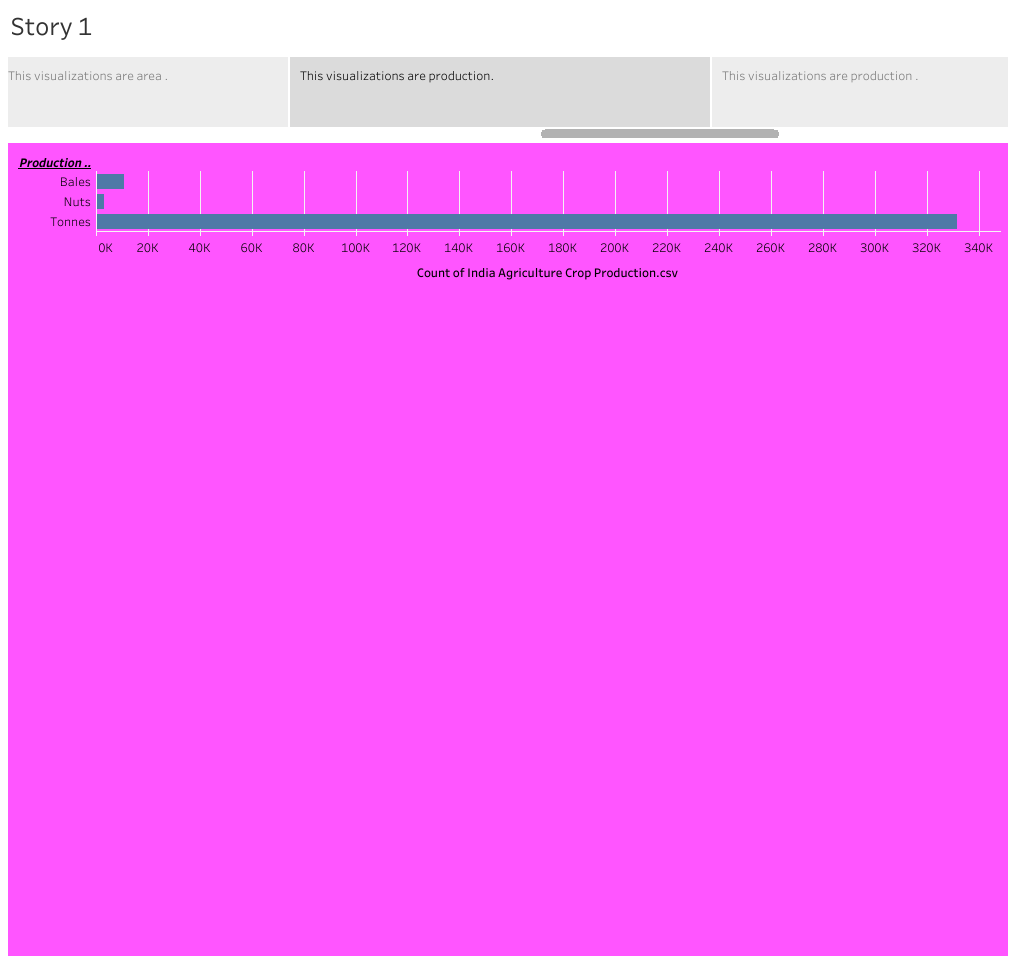 Story 1
This visualizations are area .
This visualizations are production.
This visualizations are production .
Production ..
Bales
Nuts
Tonnes
0K 20K 40K 60K 80K 100K 120K 140K 160K 180K 200K 220K 240K 260K 280K 300K 320K 340K
Count of India Agriculture Crop Production.csv